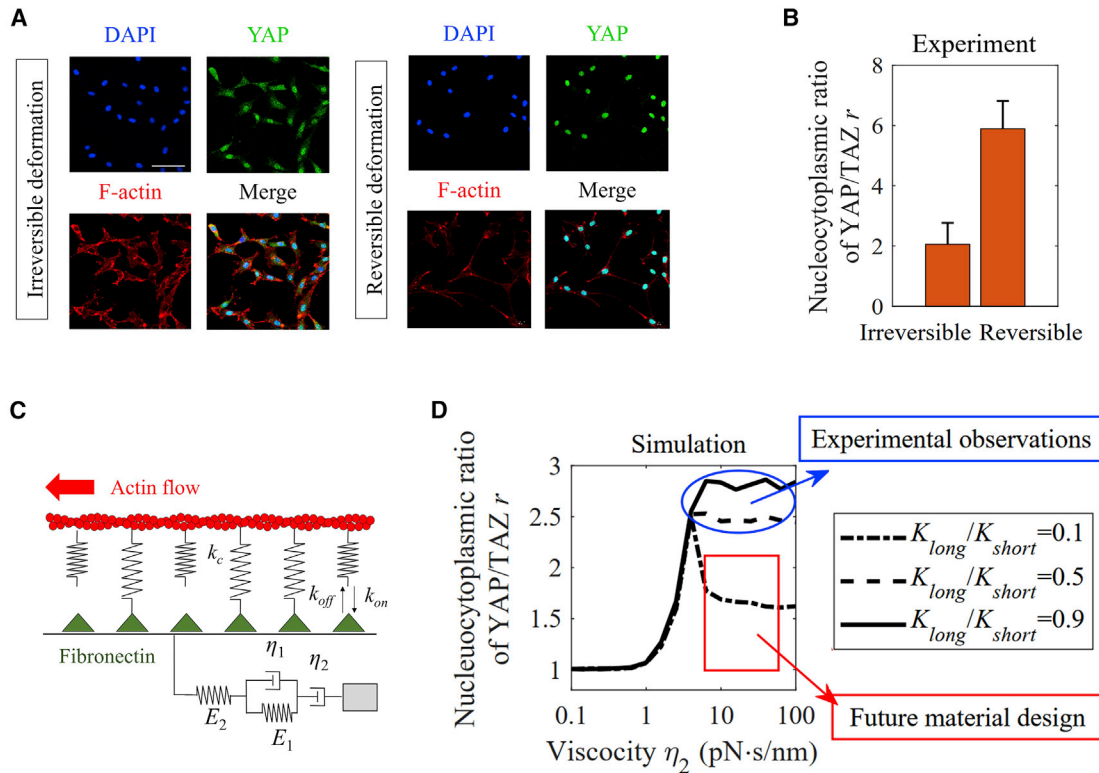 A
DAPI
YAP
Irreversible deformation
F-actin
Merge
DAPI
YAP
Reversible deformation
F-actin
Merge
B
Experiment
Nucleocytoplasmic ratio
of YAP/TAZ r
8
6
4
2
0
Irreversible Reversible
C
Actin flow
k_c
k_off
k_on
Fibronectin
η_1
η_2
E_2
E_1
D
Simulation
Nucleuocytoplasmic ratio
of YAP/TAZ r
3
2.5
2
1.5
1
0.1 1 10 100
Viscocity η_2 (pN·s/nm)
Experimental observations
K_long/K_short=0.1
K_long/K_short=0.5
K_long/K_short=0.9
Future material design